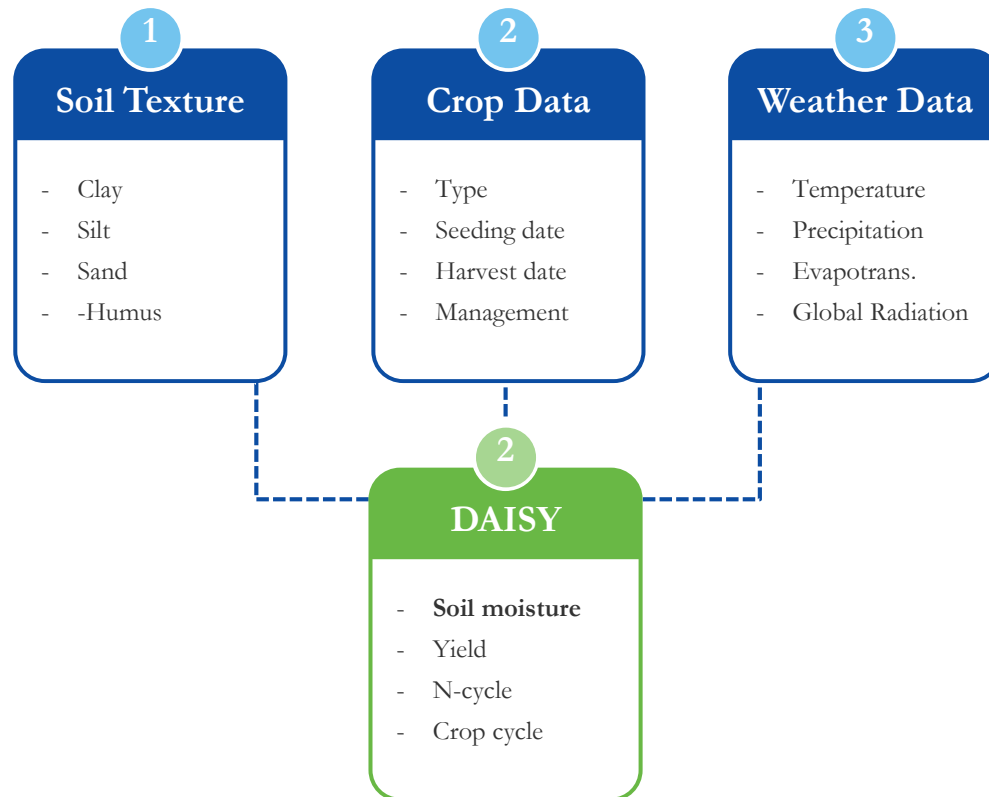 1
Soil Texture
- Clay
- Silt
- Sand
- -Humus
2
Crop Data
- Type
- Seeding date
- Harvest date
- Management
3
Weather Data
- Temperature
- Precipitation
- Evapotrans.
- Global Radiation
2
DAISY
- Soil moisture
- Yield
- N-cycle
- Crop cycle